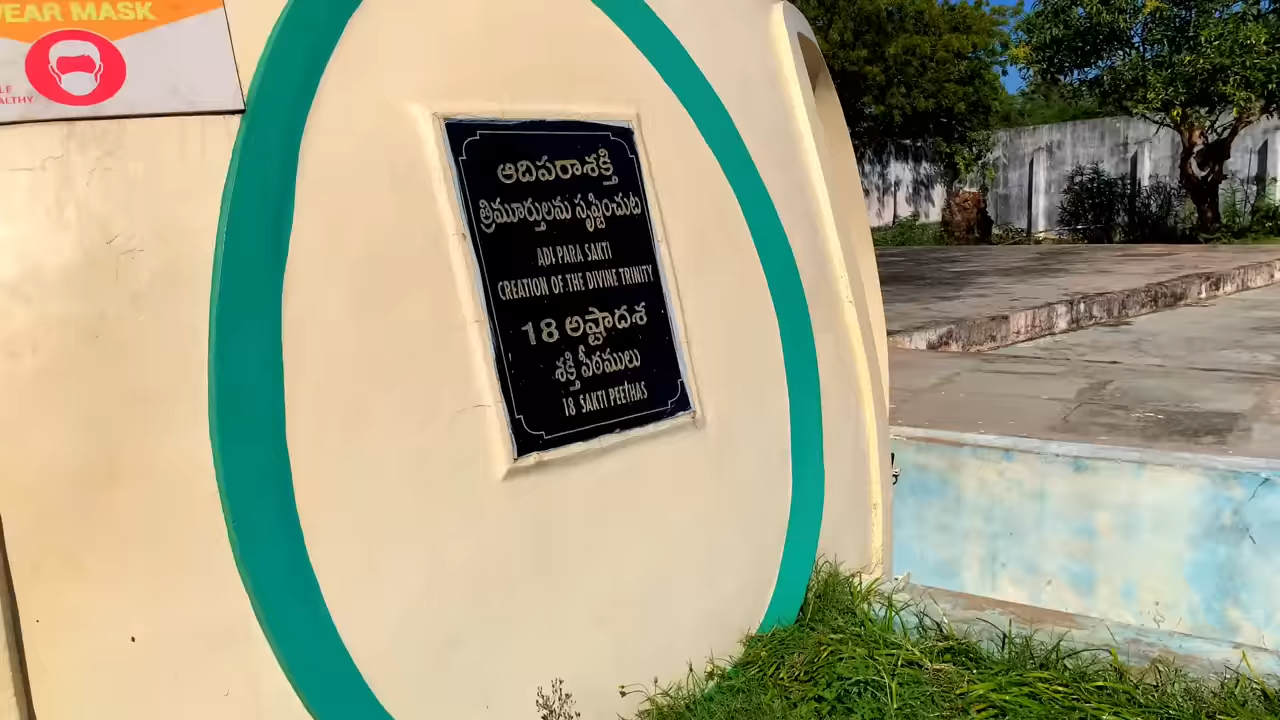 WEAR MASK
ఆదిపరాశక్తి
త్రిమూర్తులను సృష్టించుట
ADI PARA SAKTI
CREATION OF THE DIVINE TRINITY
18 అష్టాదశ
శక్తి పీఠములు
18 SAKTI PEETHAS